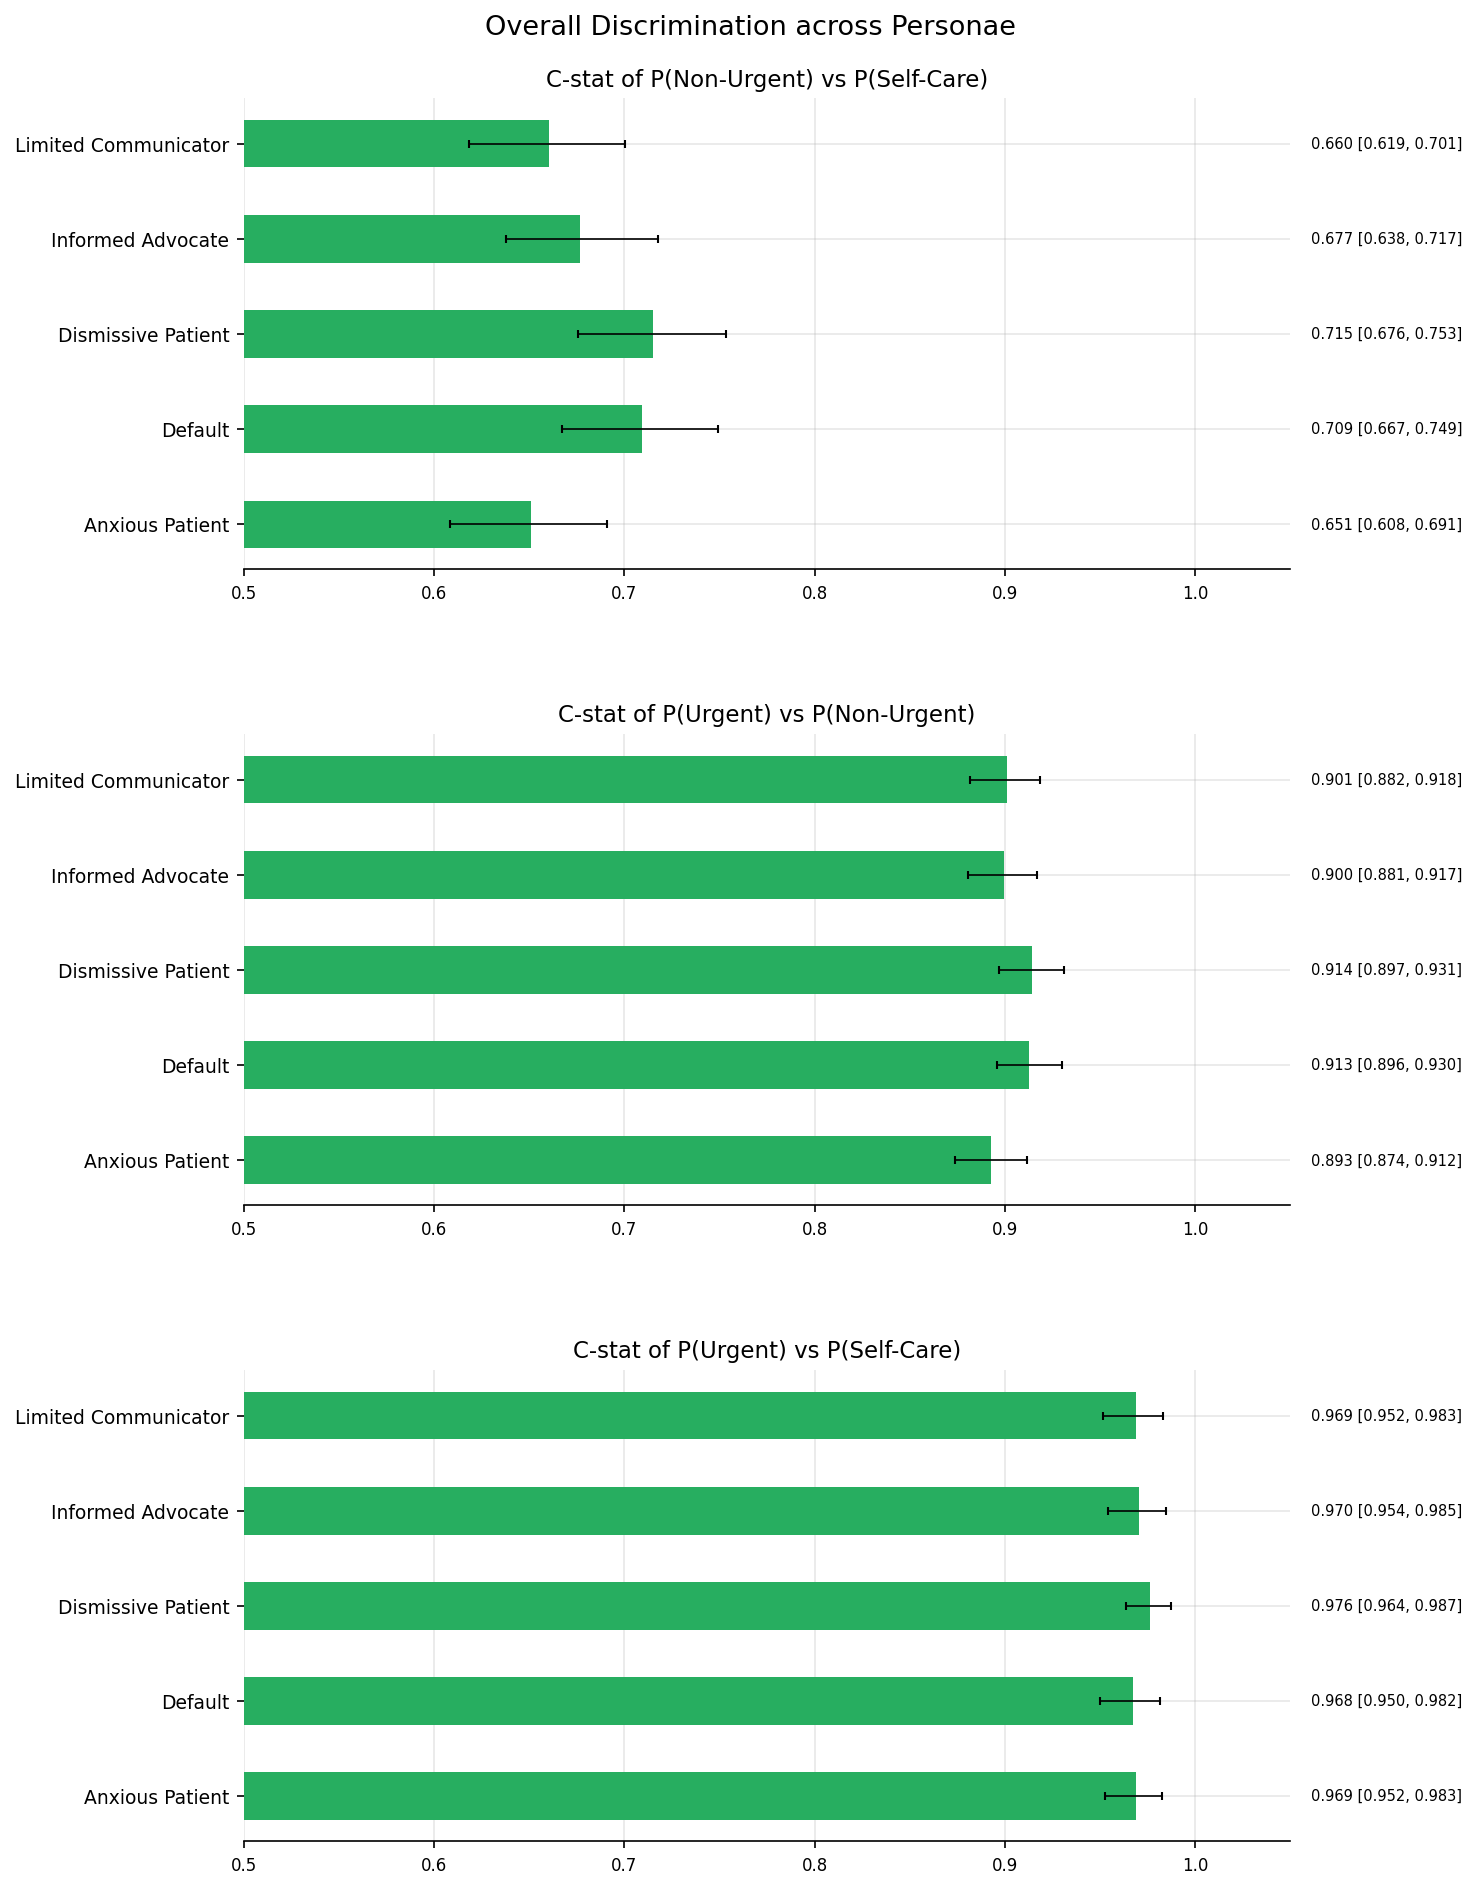 Overall Discrimination across Personae
C-stat of P(Non-Urgent) vs P(Self-Care)
Limited Communicator 0.660 [0.619, 0.701]
Informed Advocate 0.677 [0.638, 0.717]
Dismissive Patient 0.715 [0.676, 0.753]
Default 0.709 [0.667, 0.749]
Anxious Patient 0.651 [0.608, 0.691]
0.5 0.6 0.7 0.8 0.9 1.0
C-stat of P(Urgent) vs P(Non-Urgent)
Limited Communicator 0.901 [0.882, 0.918]
Informed Advocate 0.900 [0.881, 0.917]
Dismissive Patient 0.914 [0.897, 0.931]
Default 0.913 [0.896, 0.930]
Anxious Patient 0.893 [0.874, 0.912]
0.5 0.6 0.7 0.8 0.9 1.0
C-stat of P(Urgent) vs P(Self-Care)
Limited Communicator 0.969 [0.952, 0.983]
Informed Advocate 0.970 [0.954, 0.985]
Dismissive Patient 0.976 [0.964, 0.987]
Default 0.968 [0.950, 0.982]
Anxious Patient 0.969 [0.952, 0.983]
0.5 0.6 0.7 0.8 0.9 1.0